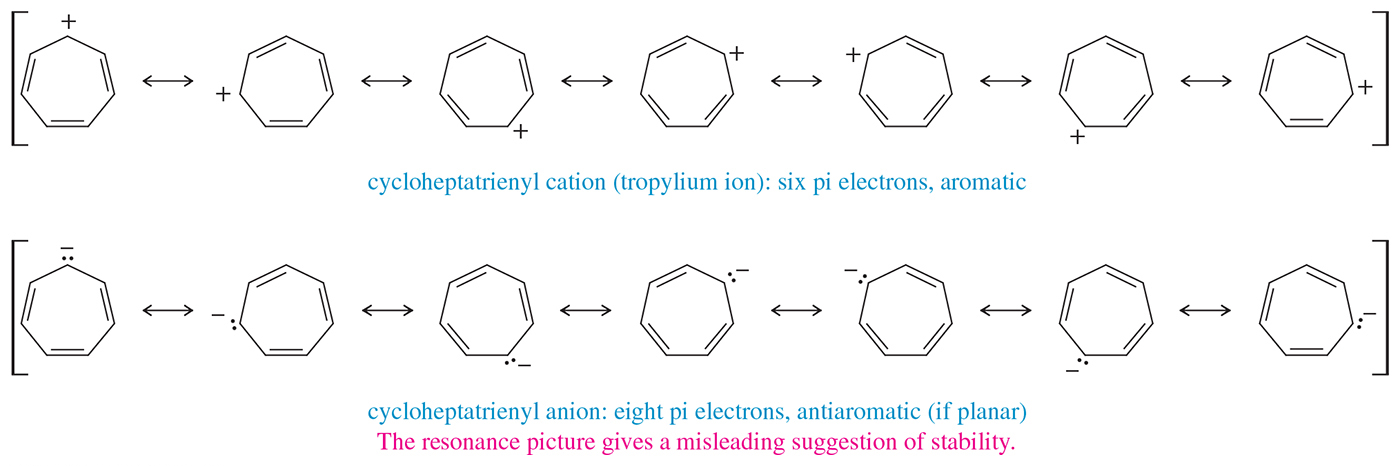 + + + + + + +
cycloheptatrienyl cation (tropylium ion): six pi electrons, aromatic
− − − − − − −
cycloheptatrienyl anion: eight pi electrons, antiaromatic (if planar)
The resonance picture gives a misleading suggestion of stability.